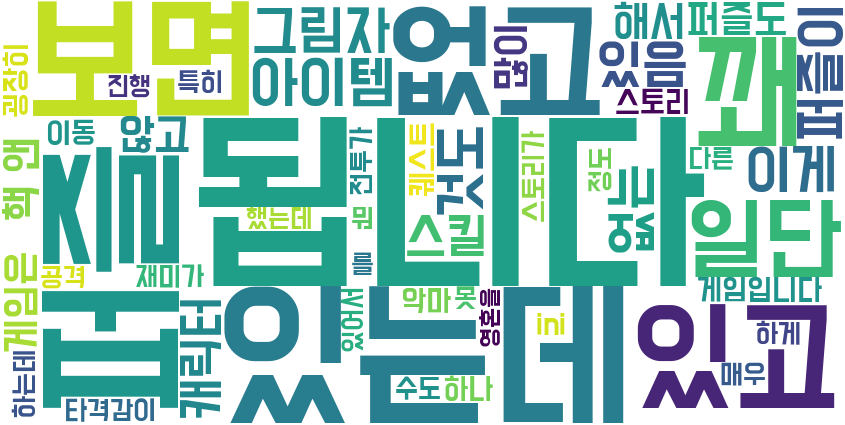 굉장히
보면
진행
특히
그림자
아이템
없고
많이
해서
퍼즐도
있음
스토리
꽤
퍼즐이
이동
않고
핵 앤
게임은
공격
즐
됩니다
했는데
전투가
뭔
를
퀘스트
것도
스킬
스토리가
정도
없는
다른
이게
일단
재미가
게임입니다
퍼
하는데
타격감이
캐릭터
있는데
있어서
수도
하나
악마
못
영혼을
ini
있고
하게
매우